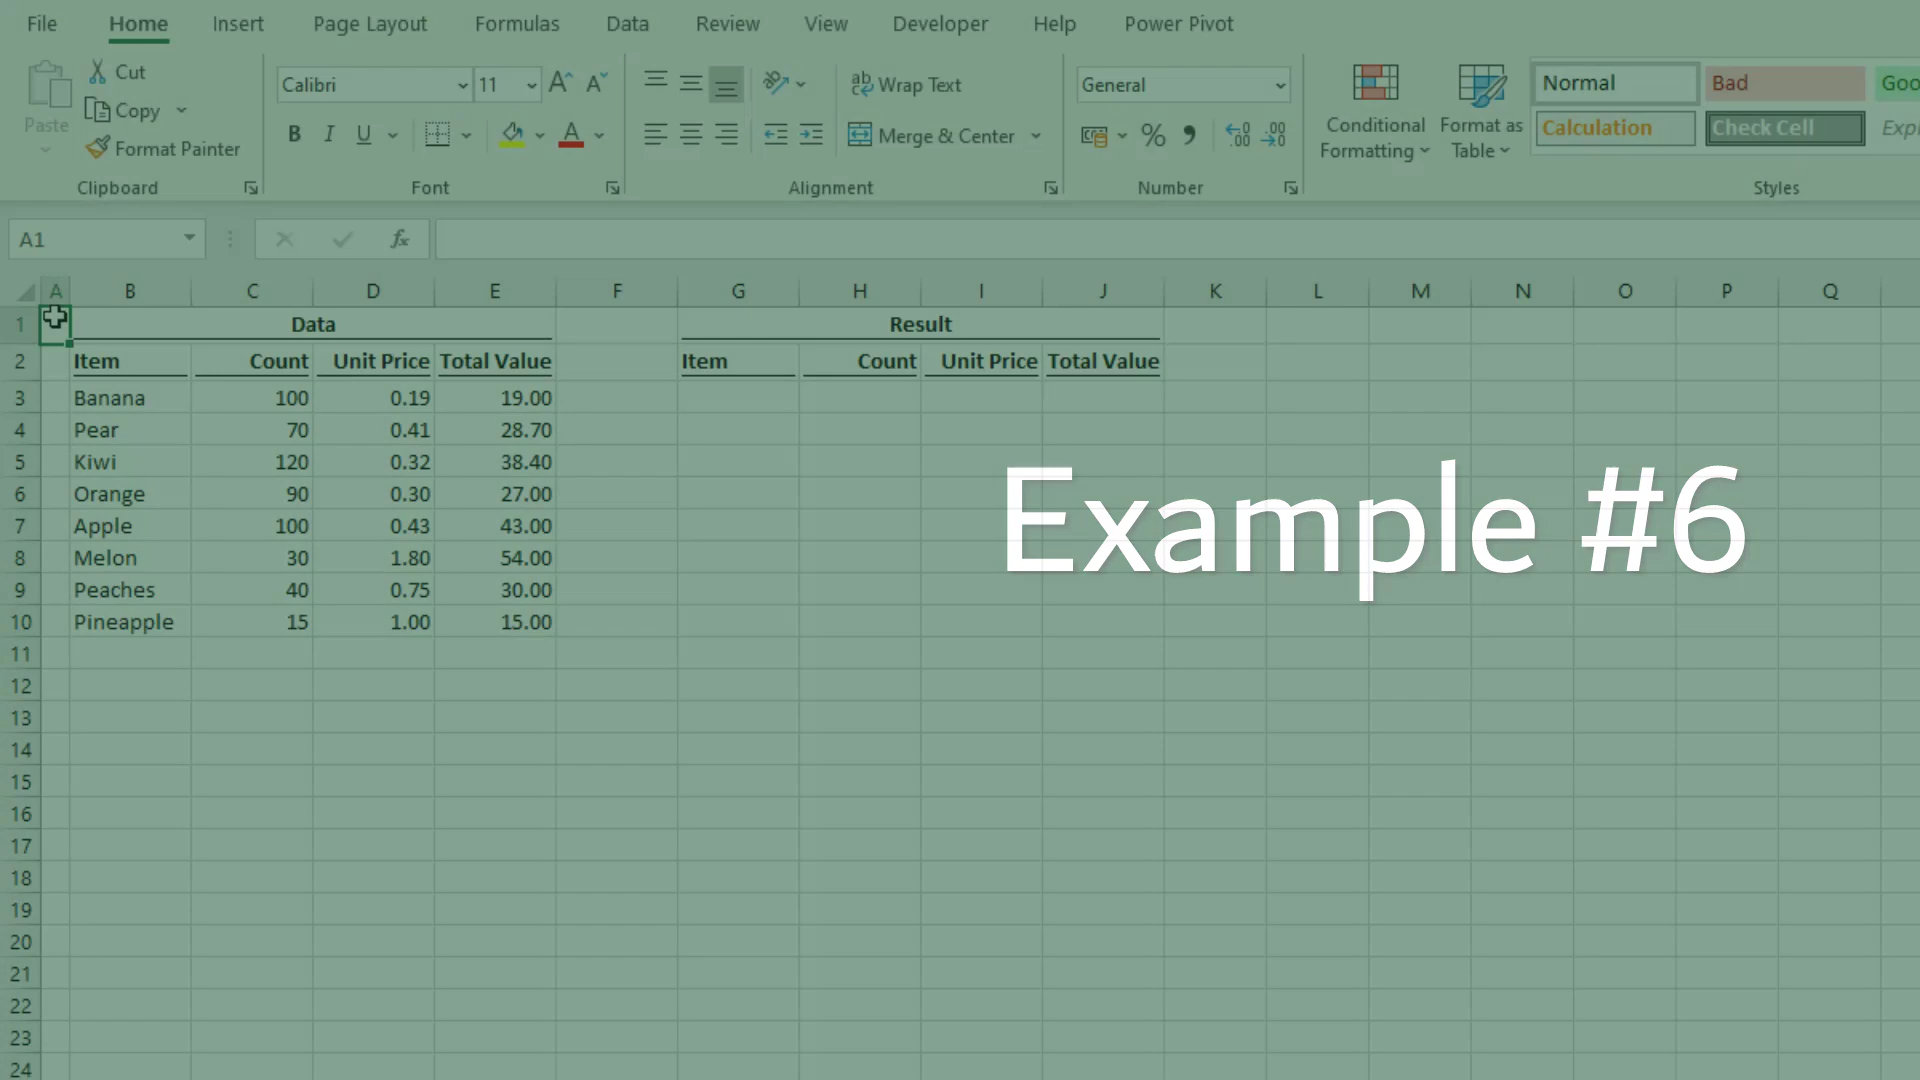 File Home Insert Page Layout Formulas Data Review View Developer Help Power Pivot
Paste
Cut
Copy
Format Painter
Clipboard
Calibri 11
B I U
Font
Wrap Text
Merge & Center
Alignment
General
% 9
Number
Conditional
Formatting
Format as
Table
Normal Bad
Calculation Check Cell
Styles
A1 fx
A B C D E F G H I J K L M N O P Q
1 Data Result
2 Item Count Unit Price Total Value Item Count Unit Price Total Value
3 Banana 100 0.19 19.00
4 Pear 70 0.41 28.70
5 Kiwi 120 0.32 38.40
6 Orange 90 0.30 27.00
7 Apple 100 0.43 43.00
8 Melon 30 1.80 54.00
9 Peaches 40 0.75 30.00
10 Pineapple 15 1.00 15.00
11
12
13
14
15
16
17
18
19
20
21
22
23
24
Example #6